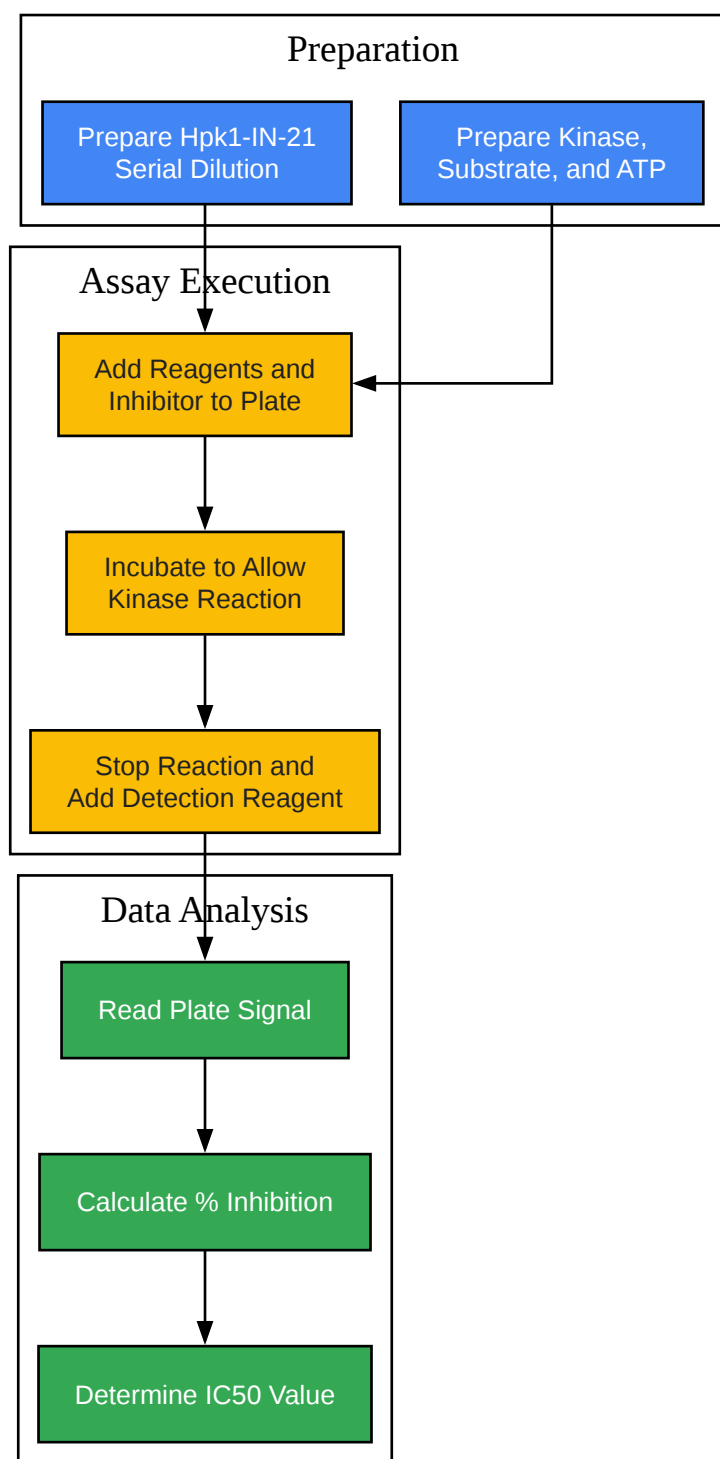 Preparation
Prepare Hpk1-IN-21
Serial Dilution
Prepare Kinase,
Substrate, and ATP
Assay Execution
Add Reagents and
Inhibitor to Plate
Incubate to Allow
Kinase Reaction
Stop Reaction and
Add Detection Reagent
Data Analysis
Read Plate Signal
Calculate % Inhibition
Determine IC50 Value